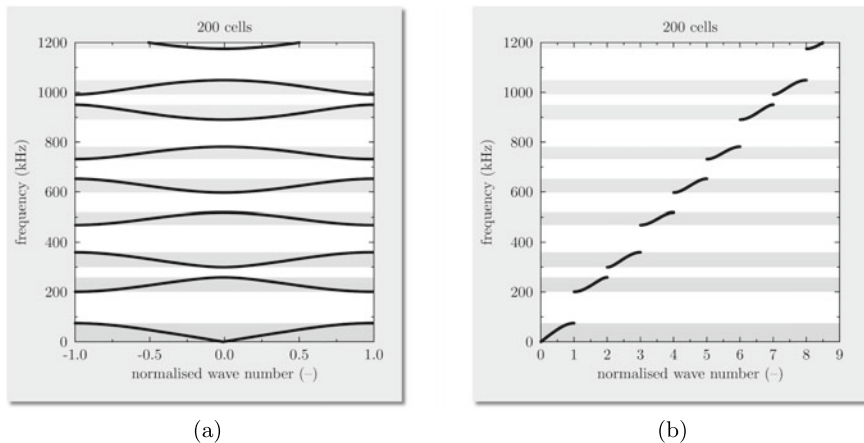 200 cells
1200
1000
800
600
400
200
0
frequency (kHz)
-1.0
-0.5
0.0
0.5
1.0
normalised wave number (–)
(a)
200 cells
1200
1000
800
600
400
200
0
frequency (kHz)
0 1 2 3 4 5 6 7 8 9
normalised wave number (–)
(b)